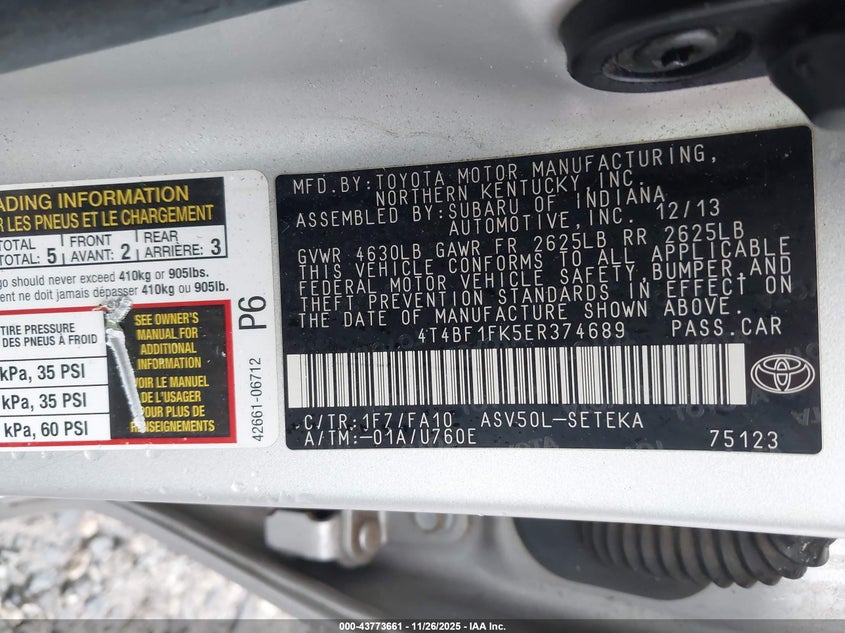 ADING INFORMATION
R LES PNEUS ET LE CHARGEMENT
TOTAL 5 FRONT 2 REAR 3
TOTAL: AVANT: ARRIÈRE:
go should never exceed 410kg or 905lbs.
ent ne doit jamais dépasser 410kg ou 905lb.
TIRE PRESSURE
DES PNEUS À FROID
kPa, 35 PSI
kPa, 35 PSI
kPa, 60 PSI
SEE OWNER'S
MANUAL FOR
ADDITIONAL
INFORMATION
VOIR LE MANUEL
DE L'USAGER
POUR PLUS DE
RENSEIGNEMENTS
P6
42661-06712
MFD.BY:TOYOTA MOTOR MANUFACTURING,
NORTHERN KENTUCKY,INC.
ASSEMBLED BY:SUBARU OF INDIANA
AUTOMOTIVE,INC. 12/13
GVWR 4630LB GAWR FR 2625LB RR 2625LB
THIS VEHICLE CONFORMS TO ALL APPLICABLE
FEDERAL MOTOR VEHICLE SAFETY,BUMPER,AND
THEFT PREVENTION STANDARDS IN EFFECT ON
THE DATE OF MANUFACTURE SHOWN ABOVE.
4T4BF1FK5ER374689 PASS.CAR
C/TR:1F7/FA10 ASV50L-SETEKA
A/TM:-01A/U760E 75123
TOYOTA
000-43773661 | 11/26/2025 - IAA Inc.